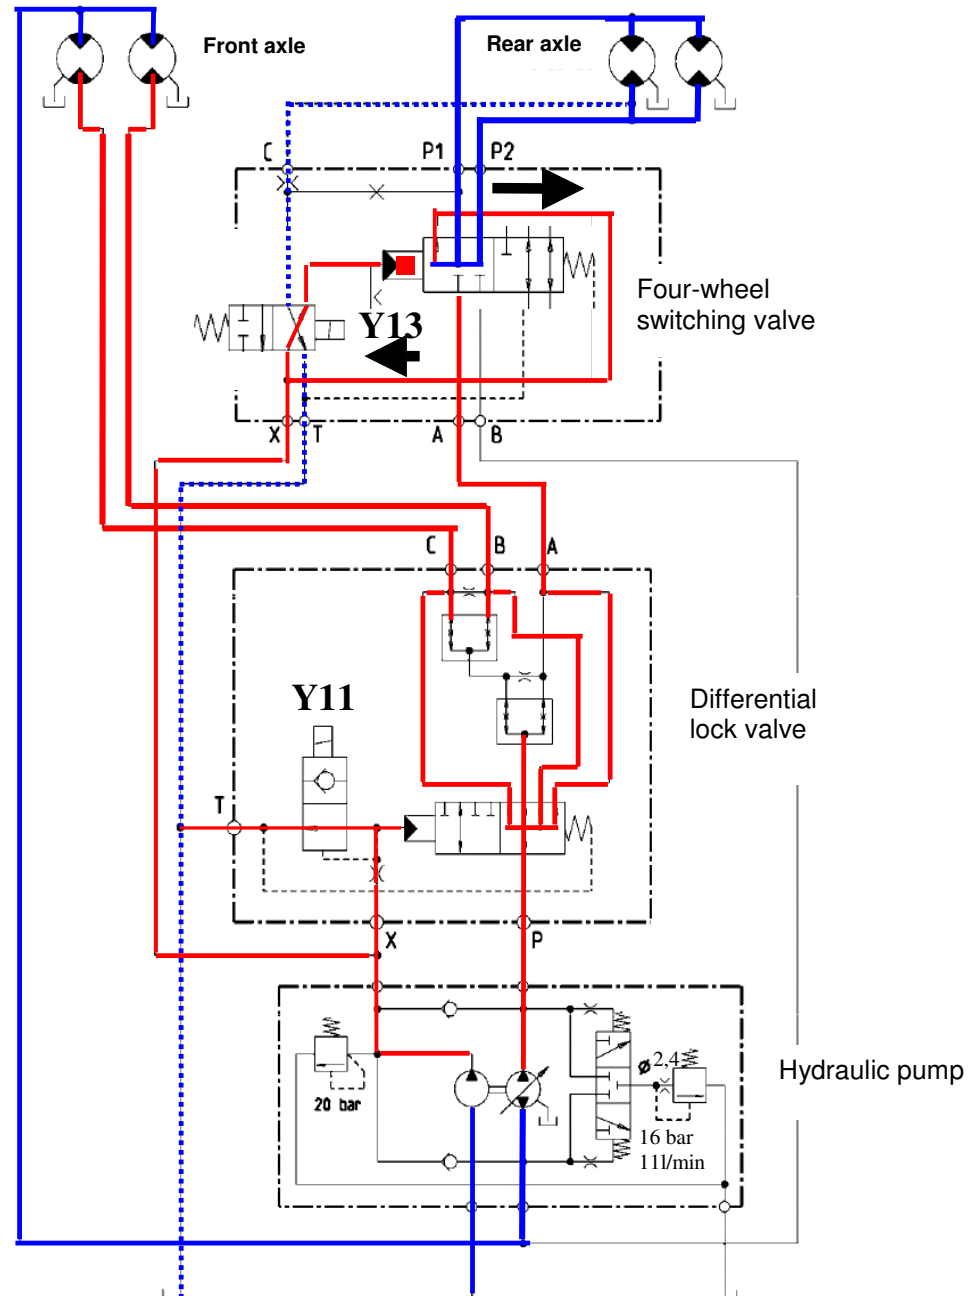 Front axle
Rear axle
C
P1
P2
Four-wheel
switching valve
Y13
X
T
A
B
C
B
A
Differential
lock valve
Y11
T
X
P
Hydraulic pump
ø 2,4
20 bar
16 bar
11l/min